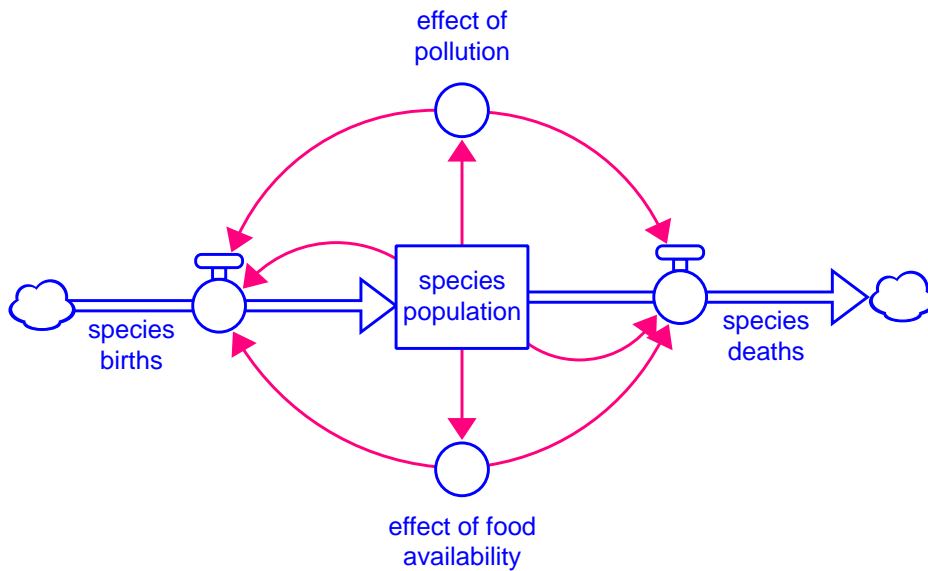 effect of
pollution
species
population
species
births
species
deaths
effect of food
availability